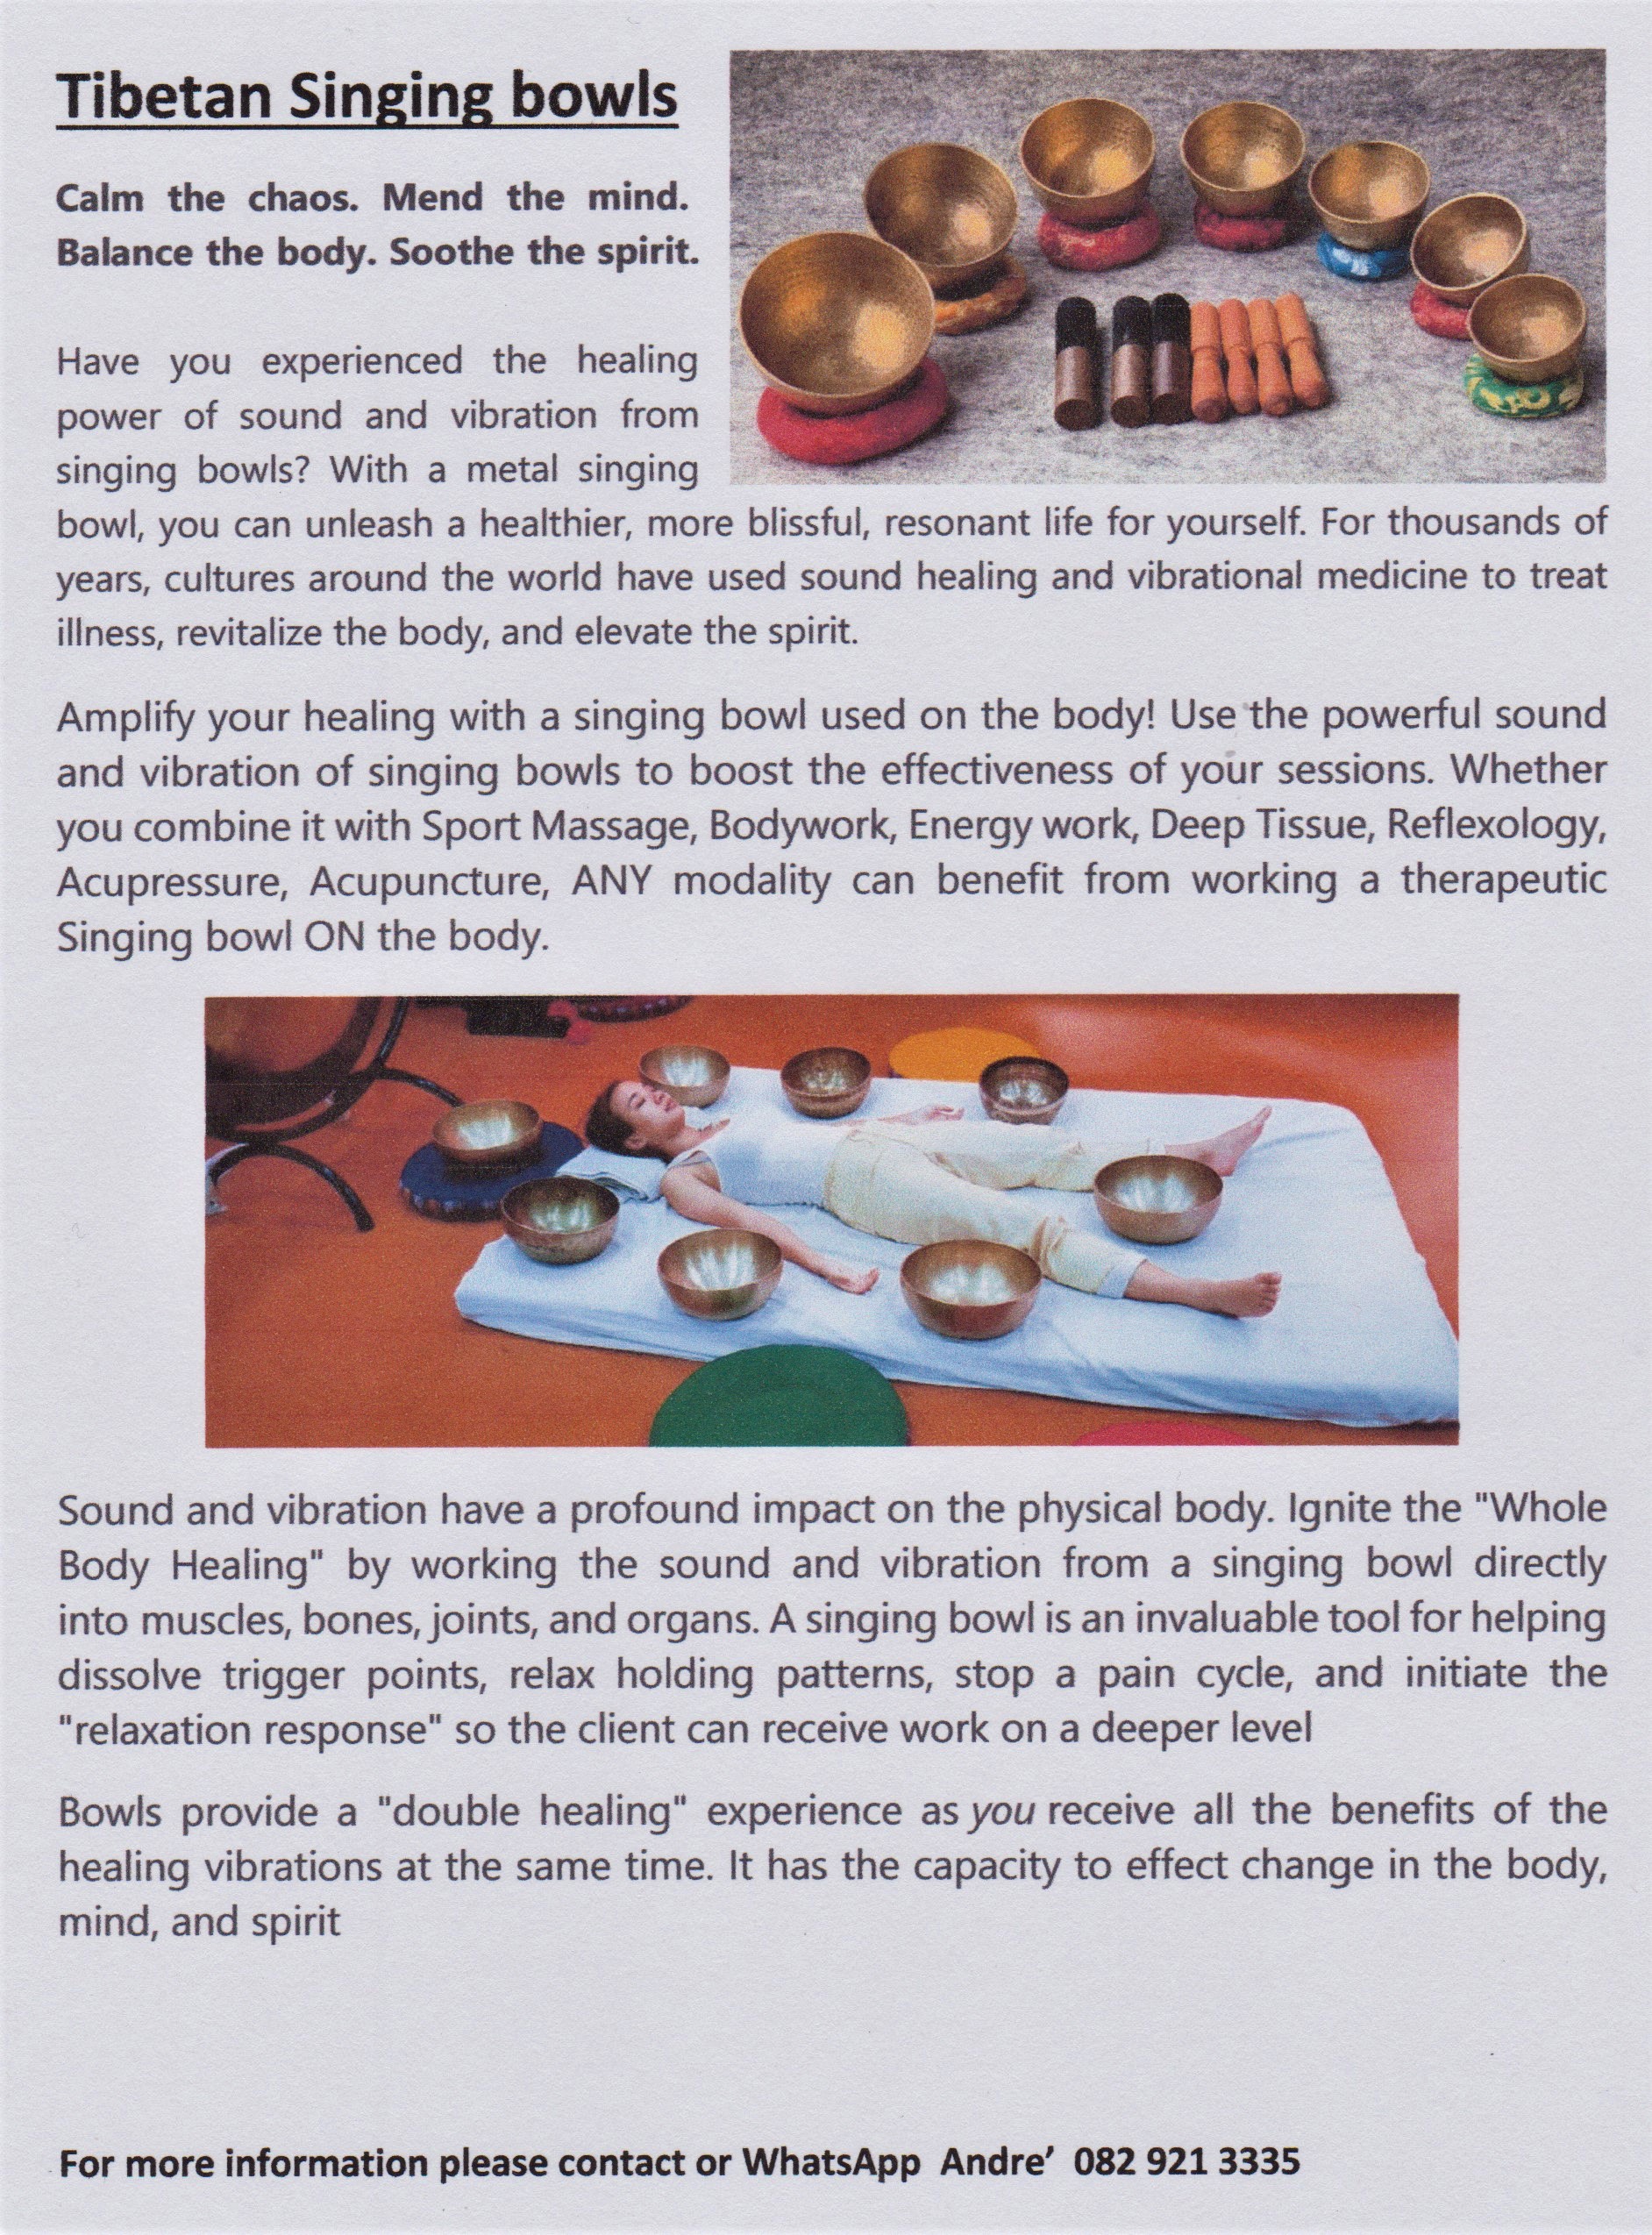 Tibetan Singing bowls
Calm the chaos. Mend the mind.
Balance the body. Soothe the spirit.
Have you experienced the healing
power of sound and vibration from
singing bowls? With a metal singing
bowl, you can unleash a healthier, more blissful, resonant life for yourself. For thousands of
years, cultures around the world have used sound healing and vibrational medicine to treat
illness, revitalize the body, and elevate the spirit.
Amplify your healing with a singing bowl used on the body! Use the powerful sound
and vibration of singing bowls to boost the effectiveness of your sessions. Whether
you combine it with Sport Massage, Bodywork, Energy work, Deep Tissue, Reflexology,
Acupressure, Acupuncture, ANY modality can benefit from working a therapeutic
Singing bowl ON the body.
Sound and vibration have a profound impact on the physical body. Ignite the "Whole
Body Healing" by working the sound and vibration from a singing bowl directly
into muscles, bones, joints, and organs. A singing bowl is an invaluable tool for helping
dissolve trigger points, relax holding patterns, stop a pain cycle, and initiate the
"relaxation response" so the client can receive work on a deeper level
Bowls provide a "double healing" experience as you receive all the benefits of the
healing vibrations at the same time. It has the capacity to effect change in the body,
mind, and spirit
For more information please contact or WhatsApp Andre’ 082 921 3335